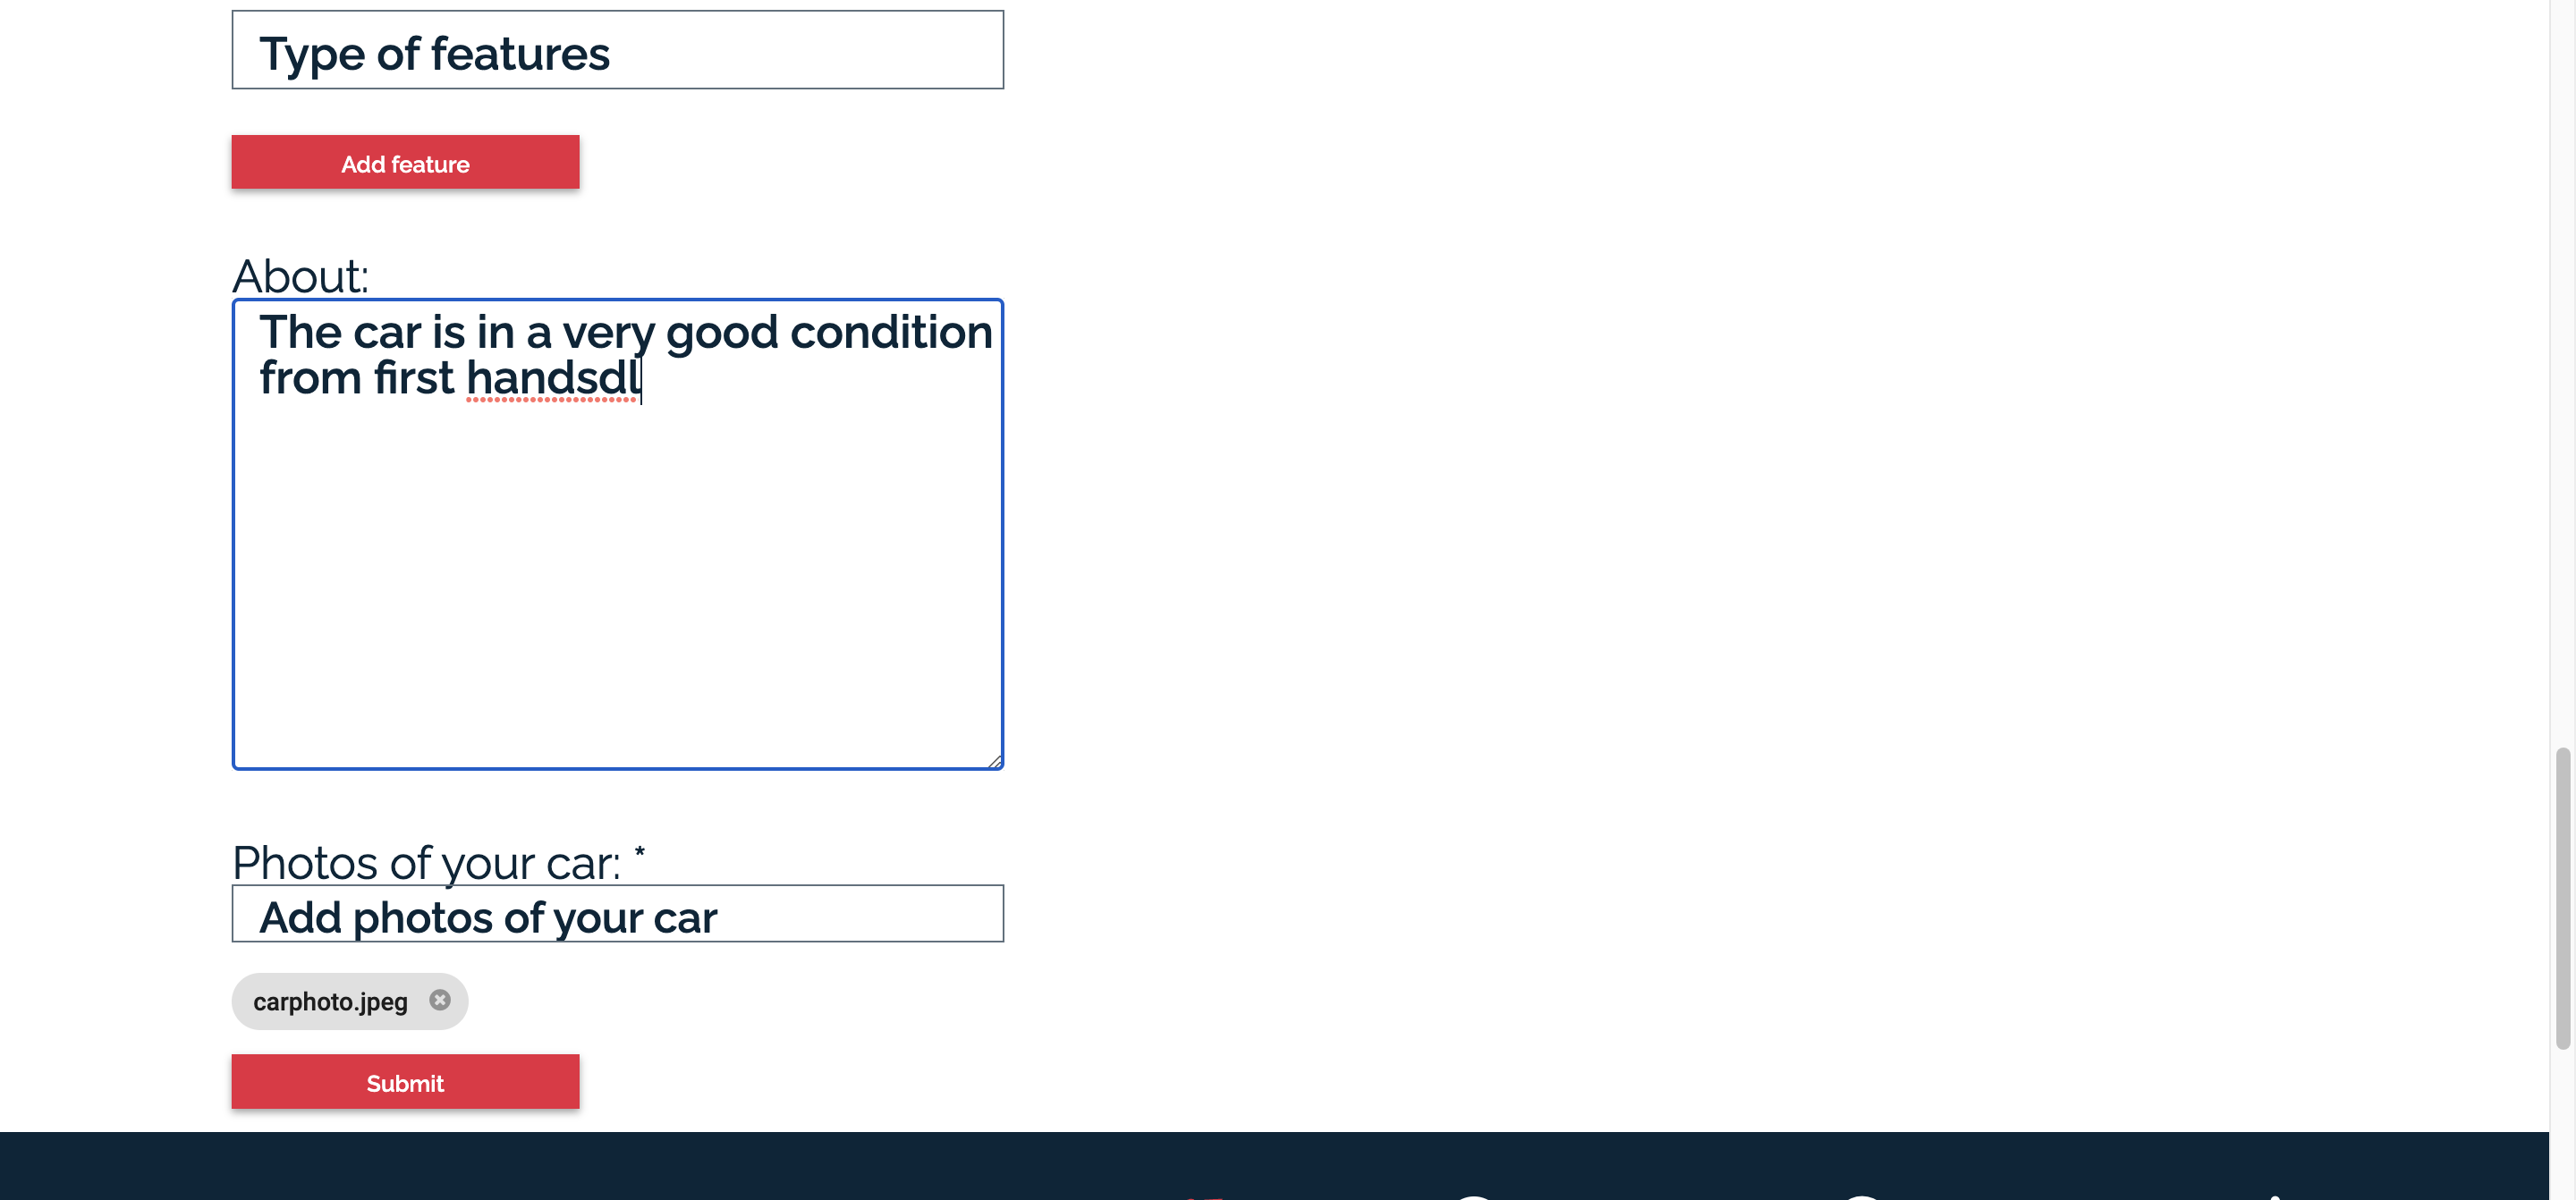 Type of features
Add feature
About:
The car is in a very good condition
from first handsdl
Photos of your car: *
Add photos of your car
carphoto.jpeg
Submit